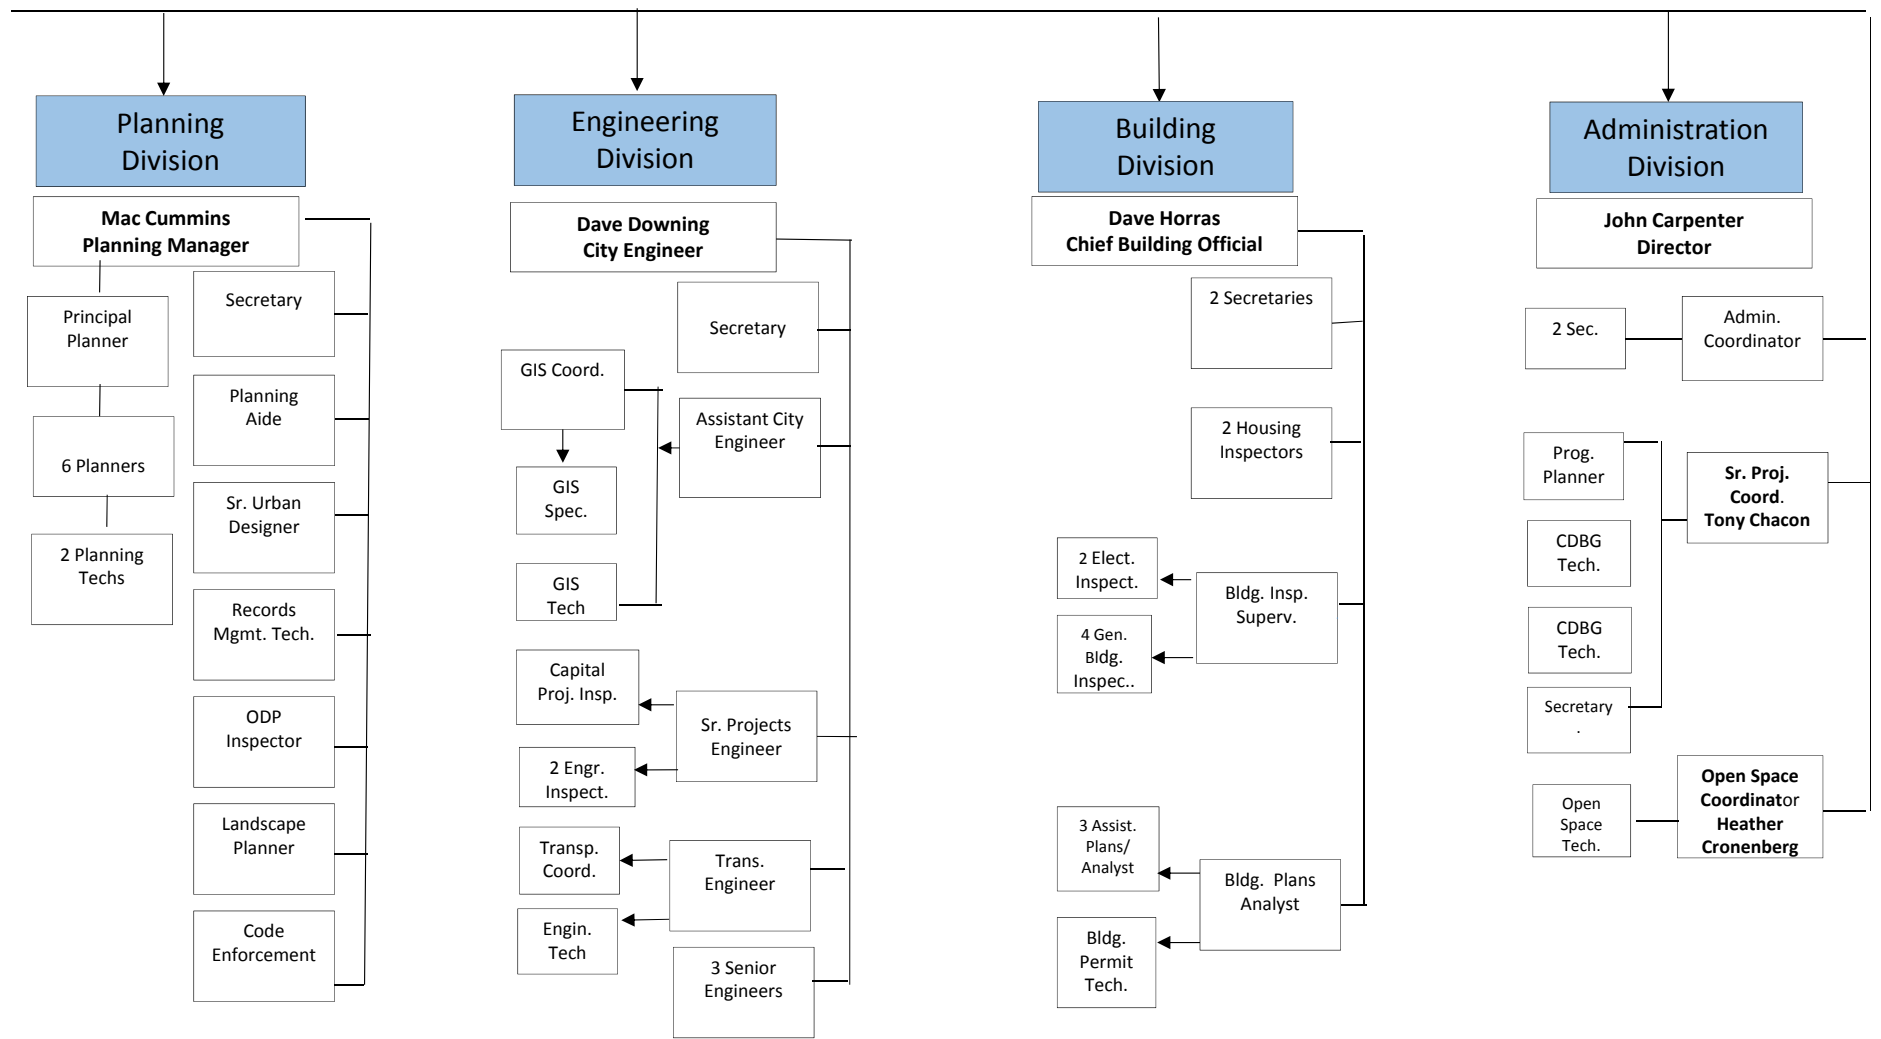 Planning
Division
Mac Cummins
Planning Manager
Principal
Planner
6 Planners
2 Planning
Techs
Secretary
Planning
Aide
Sr. Urban
Designer
Records
Mgmt. Tech.
ODP
Inspector
Landscape
Planner
Code
Enforcement
Engineering
Division
Dave Downing
City Engineer
Secretary
GIS Coord.
Assistant City
Engineer
GIS
Spec.
GIS
Tech
Capital
Proj. Insp.
Sr. Projects
Engineer
2 Engr.
Inspect.
Transp.
Coord.
Trans.
Engineer
Engin.
Tech
3 Senior
Engineers
Building
Division
Dave Horras
Chief Building Official
2 Secretaries
2 Housing
Inspectors
2 Elect.
Inspect.
Bldg. Insp.
Superv.
4 Gen.
Bldg.
Inspec..
3 Assist.
Plans/
Analyst
Bldg. Plans
Analyst
Bldg.
Permit
Tech.
Administration
Division
John Carpenter
Director
2 Sec.
Admin.
Coordinator
Prog.
Planner
Sr. Proj.
Coord.
Tony Chacon
CDBG
Tech.
CDBG
Tech.
Secretary
.
Open
Space
Tech.
Open Space
Coordinator
Heather
Cronenberg